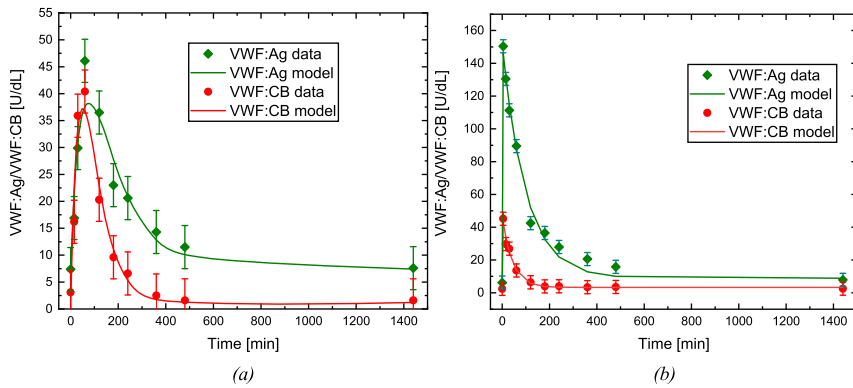 (a)
VWF:Ag/VWF:CB [U/dL]
55
50
45
40
35
30
25
20
15
10
5
0
VWF:Ag data
VWF:Ag model
VWF:CB data
VWF:CB model
0 200 400 600 800 1000 1200 1400
Time [min]
(a)
(b)
VWF:Ag/VWF:CB [U/dL]
160
140
120
100
80
60
40
20
0
VWF:Ag data
VWF:Ag model
VWF:CB data
VWF:CB model
0 200 400 600 800 1000 1200 1400
Time [min]
(b)